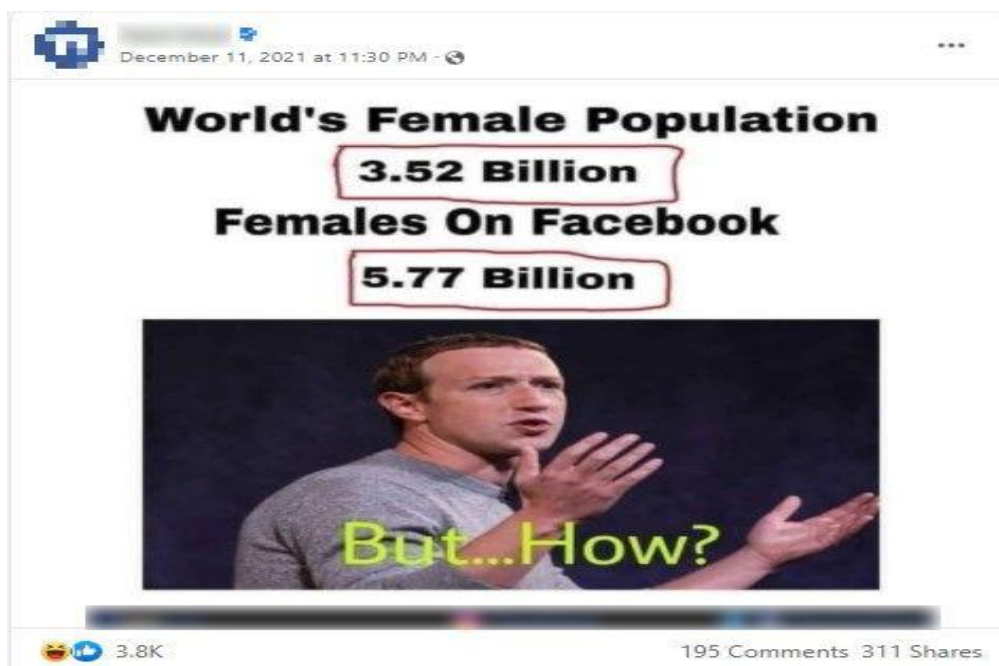 December 11, 2021 at 11:30 PM ·
World's Female Population
3.52 Billion
Females On Facebook
5.77 Billion
But...How?
3.8K
195 Comments 311 Shares